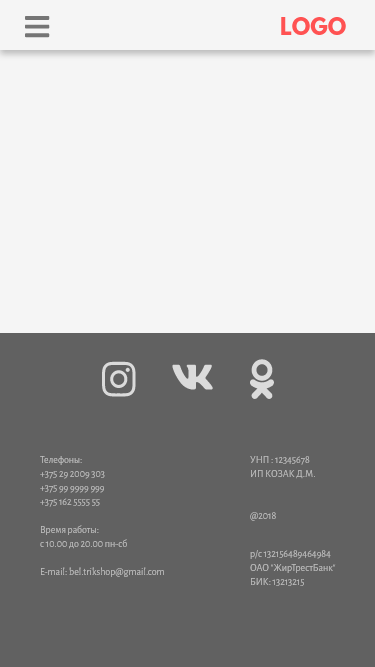 LOGO
Телефоны:
+375 29 2009 303
+375 99 9999 999
+375 162 5555 55
Время работы:
с 10.00 до 20.00 пн-сб
E-mail: bel.trikshop@gmail.com
УНП : 12345678
ИП КОЗАК Д.М.
@2018
р/с 132156489464984
ОАО "ЖирТрестБанк"
БИК: 13213215